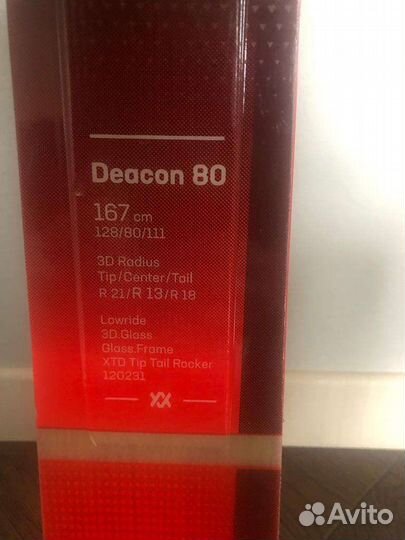 Deacon 80
167 cm
128/80/111
3D Radius
Tip/Center/Tail
R 21/R 13/R 18
Lowride
3D.Glass
Glass.Frame
XTD Tip Tail Rocker
120231
Avito